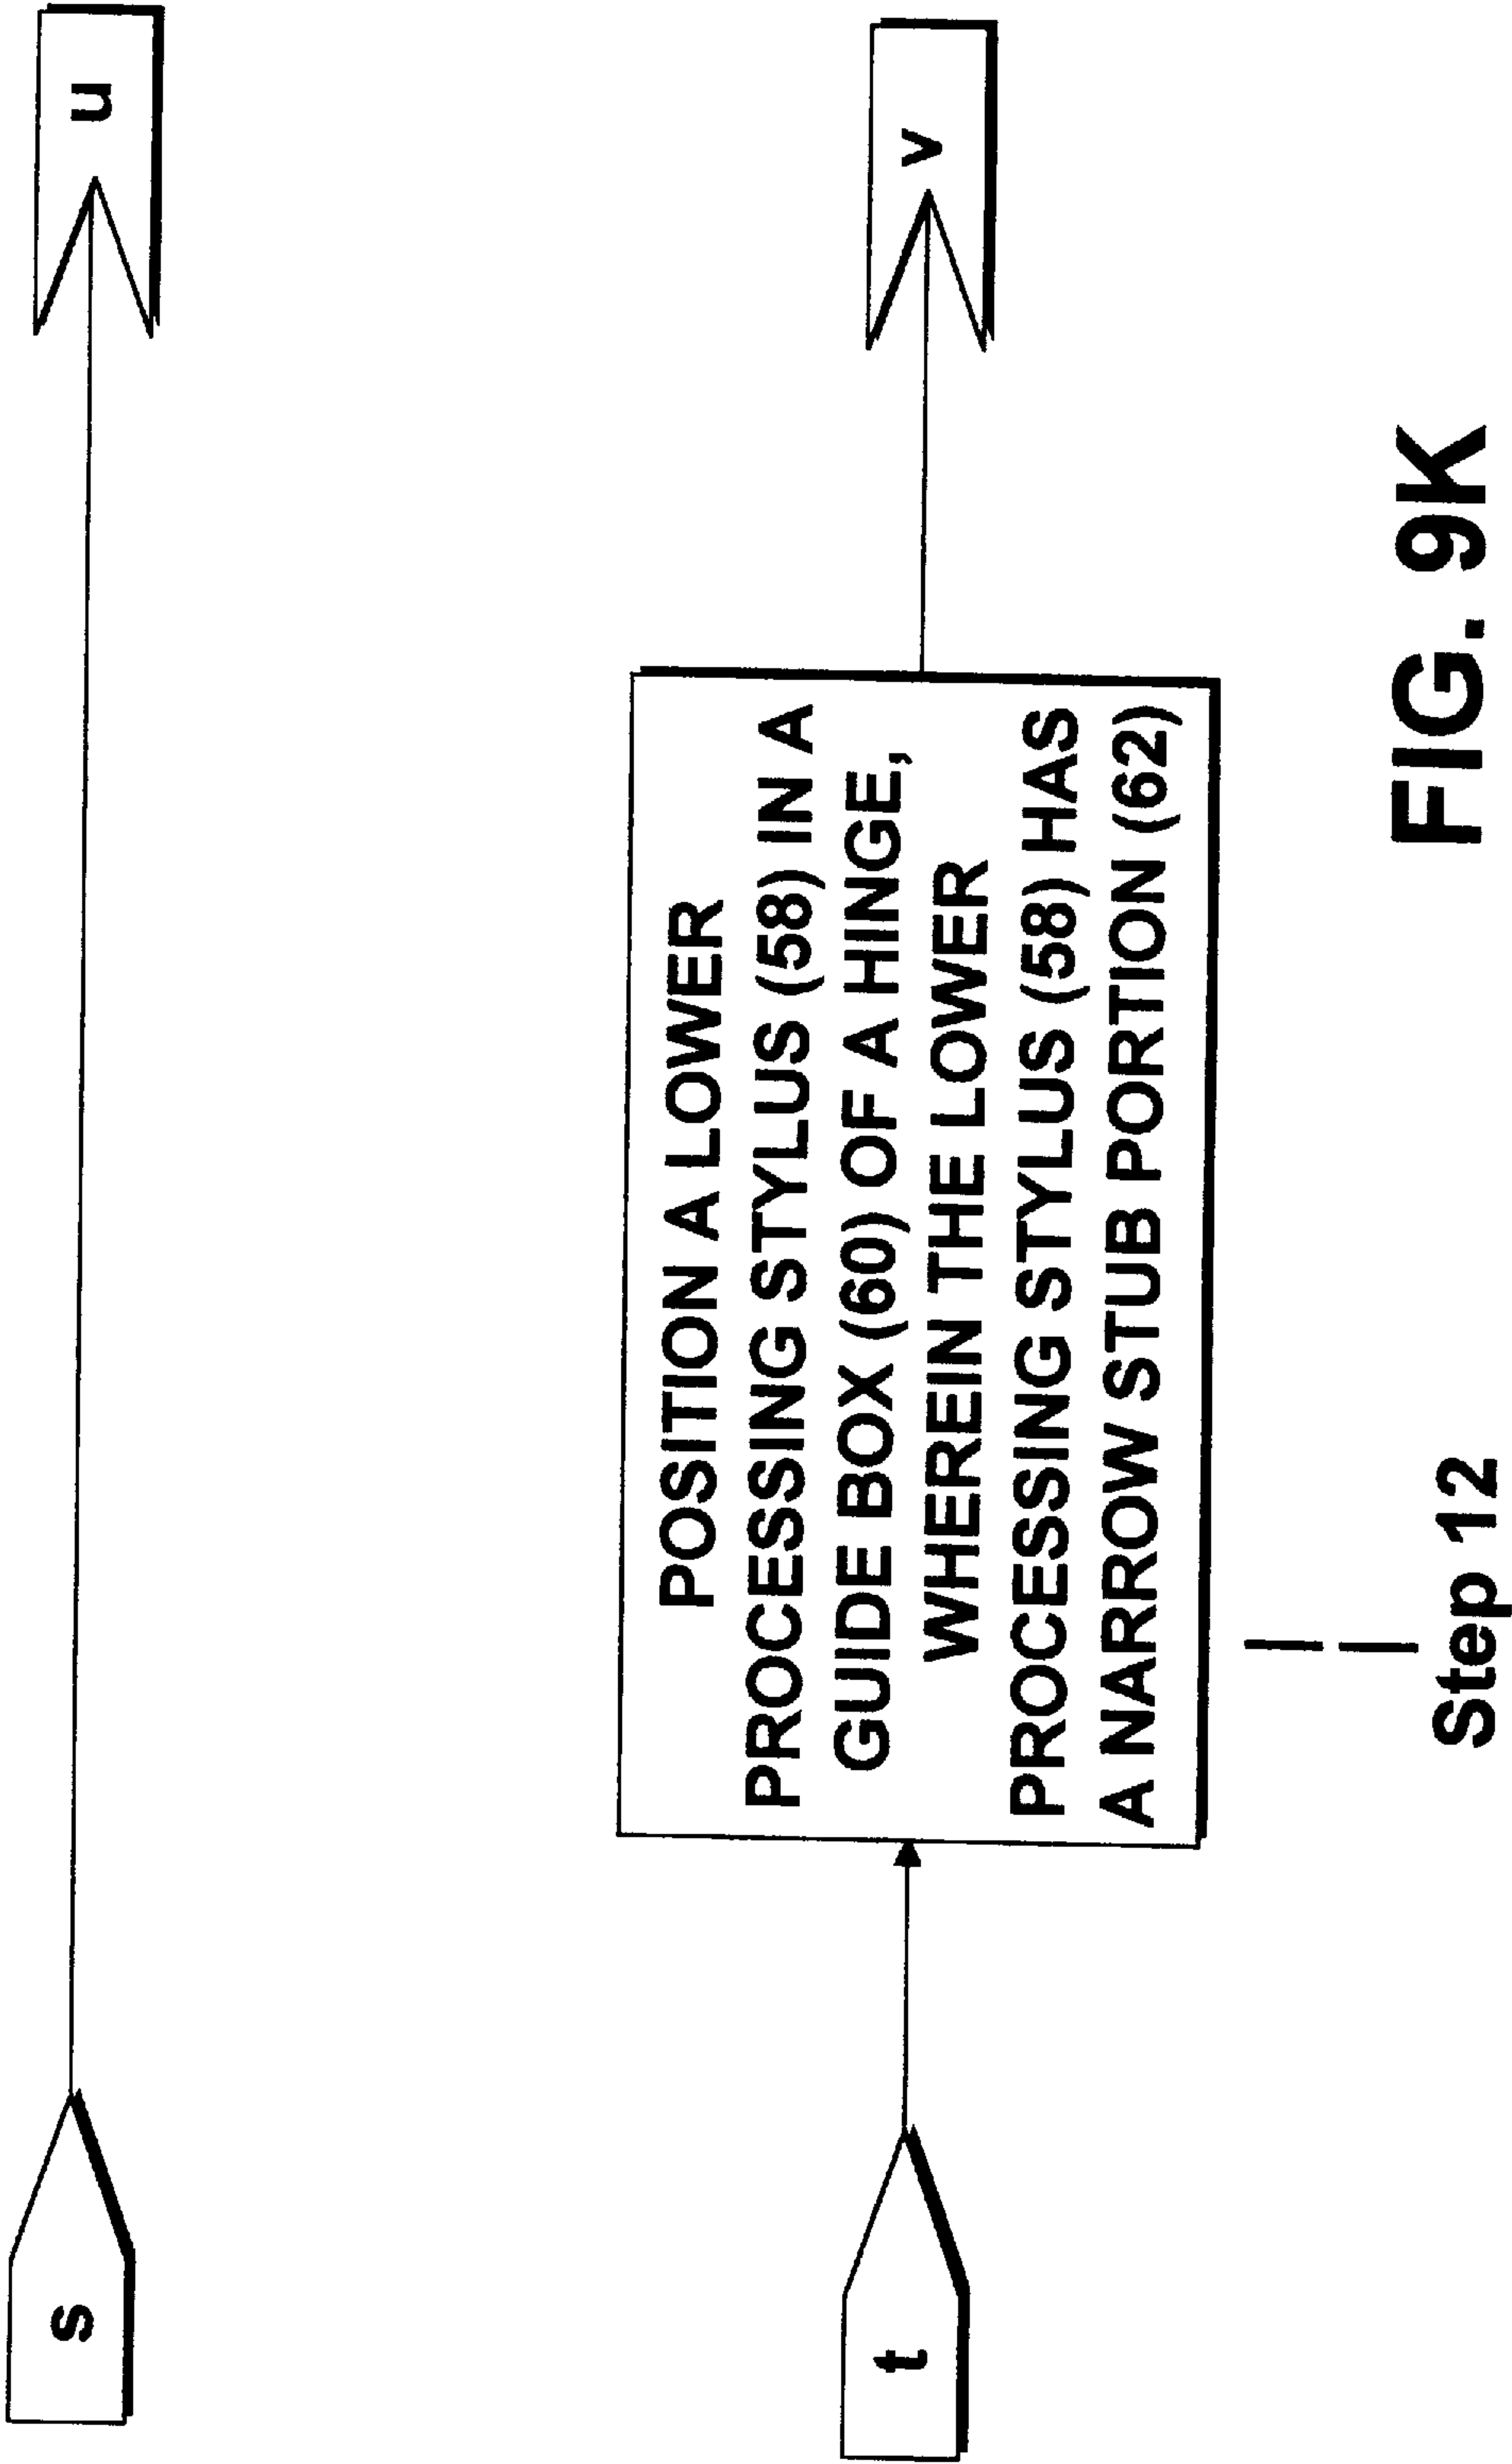 s
u
t
POSITION A LOWER
PROCESSING STYLUS (58) IN A
GUIDE BOX (60) OF A HINGE,
WHEREIN THE LOWER
PROCESSING STYLUS (58) HAS
A NARROW STUB PORTION (62)
v
Step 12
FIG. 9K